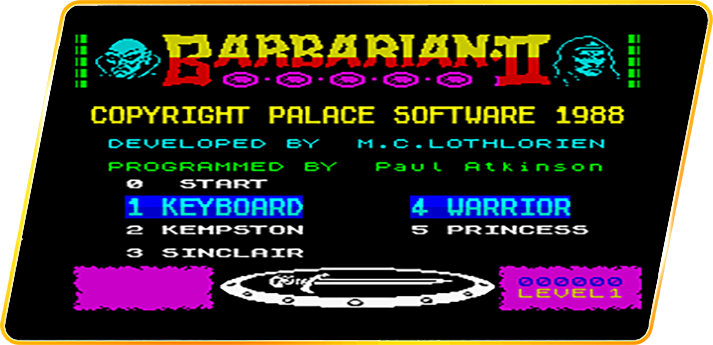 BARBARIAN·II
COPYRIGHT PALACE SOFTWARE 1988
DEVELOPED BY M.C.LOTHLORIEN
PROGRAMMED BY Paul Atkinson
0 START
1 KEYBOARD 4 WARRIOR
2 KEMPSTON 5 PRINCESS
3 SINCLAIR
000000
LEVEL1